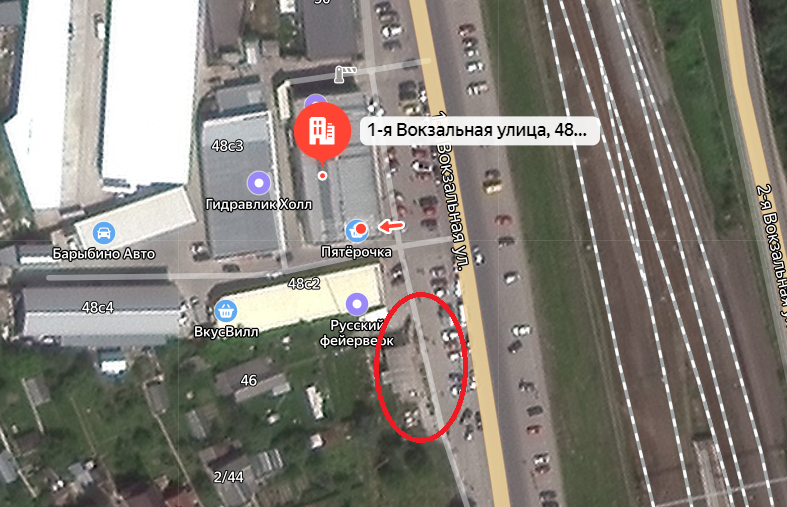 48с3
1-я Вокзальная улица, 48...
Гидравлик Холл
1-я Вокзальная ул.
2-я Вокзальная ул.
Барыбино Авто
Пятёрочка
48с4
48с2
ВкусВилл
Русский
фейерверк
46
2/44